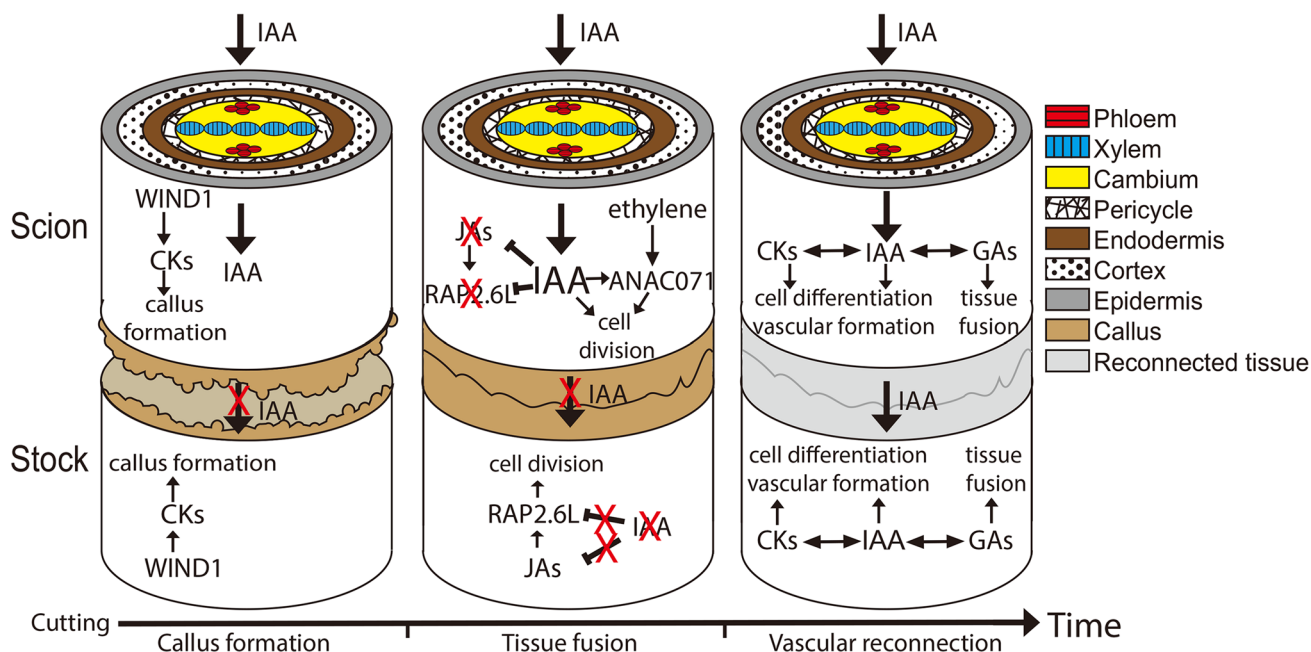 IAA
IAA
IAA
Scion
WIND1
CKs
callus
formation
IAA
IAA
Stock
callus formation
CKs
WIND1
JAs
RAP2.6L
IAA
ethylene
ANAC071
cell
division
IAA
cell division
RAP2.6L
IAA
JAs
CKs
IAA
GAs
cell differentiation
vascular formation
tissue
fusion
IAA
cell differentiation
vascular formation
tissue
fusion
CKs
IAA
GAs
Phloem
Xylem
Cambium
Pericycle
Endodermis
Cortex
Epidermis
Callus
Reconnected tissue
Cutting
Time
Callus formation
Tissue fusion
Vascular reconnection